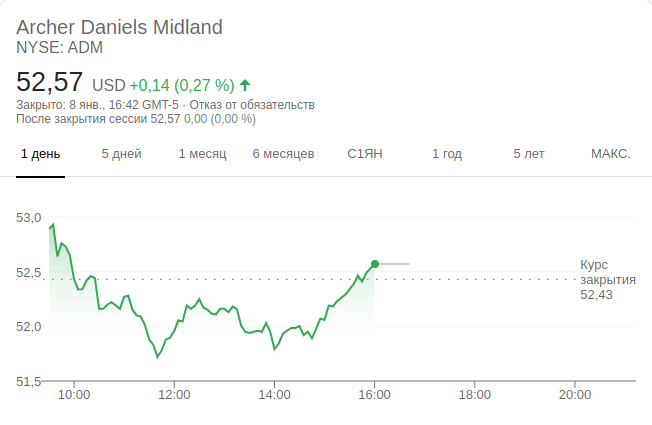 Archer Daniels Midland
NYSE: ADM
52,57 USD +0,14 (0,27 %)
Закрыто: 8 янв., 16:42 GMT-5 · Отказ от обязательств
После закрытия сессии 52,57 0,00 (0,00 %)
1 день 5 дней 1 месяц 6 месяцев С1ЯН 1 год 5 лет МАКС.
53,0
52,5
52,0
51,5
Курс
закрытия
52,43
10:00 12:00 14:00 16:00 18:00 20:00